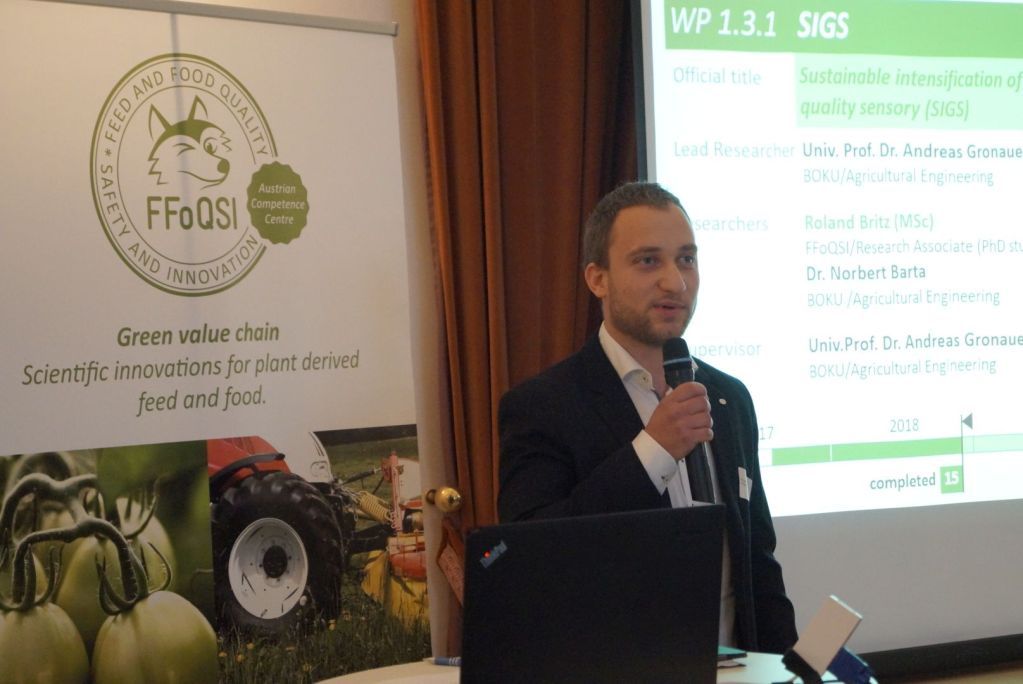 * FEED AND FOOD QUALITY *
SAFETY AND INNOVATION
FFoQSI
Austrian
Competence
Centre
Green value chain
Scientific innovations for plant derived
feed and food.
WP 1.3.1 SIGS
Official title
Sustainable intensification of
quality sensory (SIGS)
Lead Researcher
Univ. Prof. Dr. Andreas Gronaue
BOKU/Agricultural Engineering
searchers
Roland Britz (MSc)
FFoQSI/Research Associate (PhD stu
Dr. Norbert Barta
BOKU /Agricultural Engineering
upervisor
Univ.Prof. Dr. Andreas Gronaue
BOKU/Agricultural Engineering
17
2018
completed 15
ThinkPad